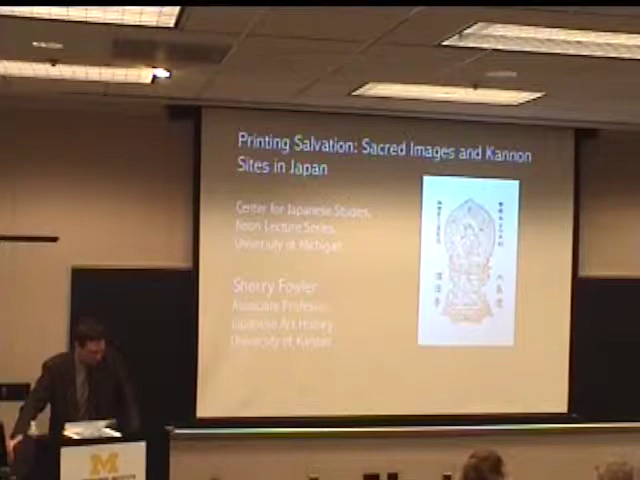 Printing Salvation: Sacred Images and Kannon
Sites in Japan
Center for Japanese Studies,
Noon Lecture Series,
University of Michigan
Sherry Fowler
Associate Professor,
Japanese Art History
University of Kansas
M